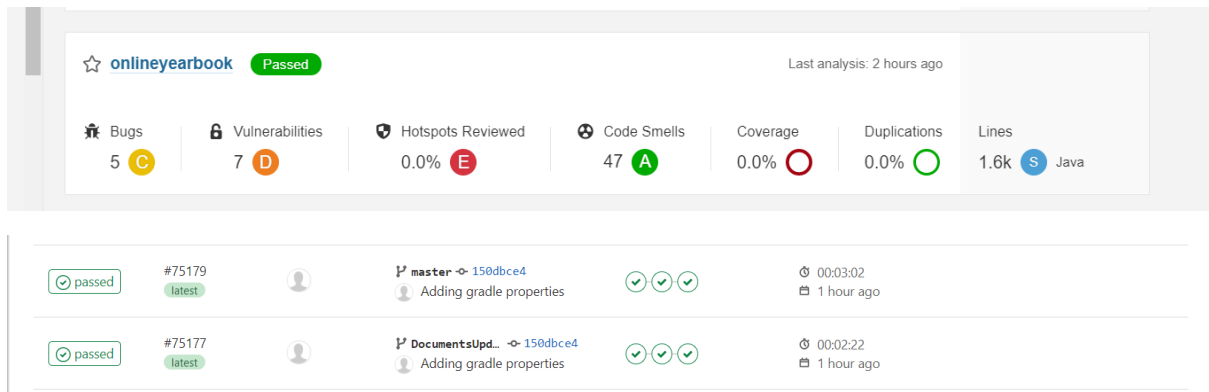 onlineyearbook Passed Last analysis: 2 hours ago
Bugs Vulnerabilities Hotspots Reviewed Code Smells Coverage Duplications Lines
5 C 7 D 0.0% E 47 A 0.0% 0.0% 1.6k S Java
passed #75179 master 150dbce4 00:03:02
latest Adding gradle properties 1 hour ago
passed #75177 DocumentsUpd… 150dbce4 00:02:22
latest Adding gradle properties 1 hour ago